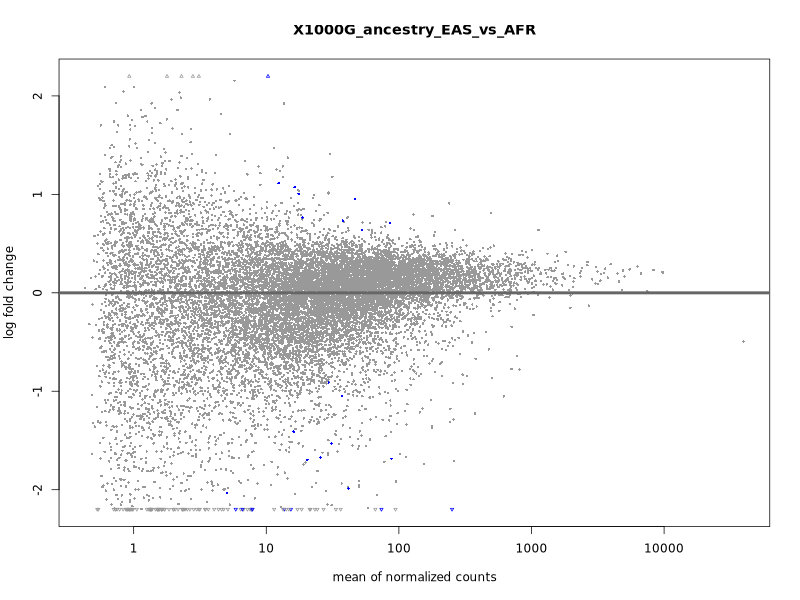 X1000G_ancestry_EAS_vs_AFR
2
1
0
-1
-2
log fold change
1 10 100 1000 10000
mean of normalized counts